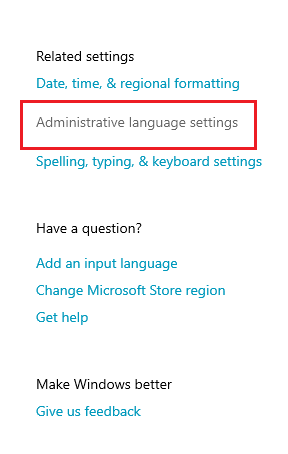 Related settings
Date, time, & regional formatting
Administrative language settings
Spelling, typing, & keyboard settings
Have a question?
Add an input language
Change Microsoft Store region
Get help
Make Windows better
Give us feedback